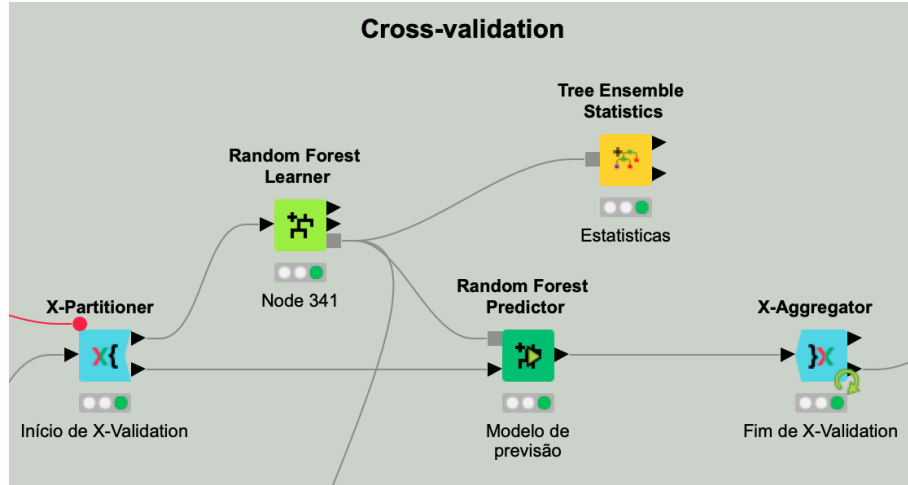 Cross-validation
Tree Ensemble
Statistics
Estatisticas
Random Forest
Learner
Node 341
X-Partitioner
X{
Início de X-Validation
Random Forest
Predictor
Modelo de
previsão
X-Aggregator
}X
Fim de X-Validation